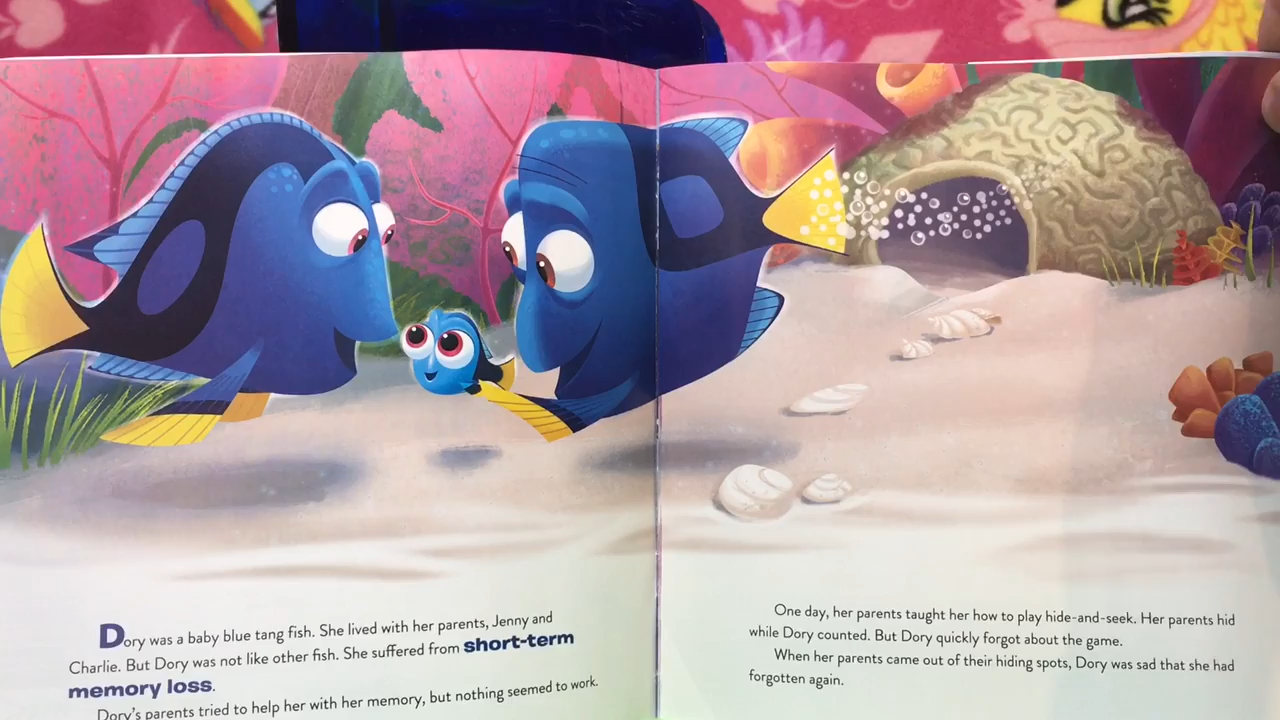 Dory was a baby blue tang fish. She lived with her parents, Jenny and
Charlie. But Dory was not like other fish. She suffered from short-term
memory loss.
Dory's parents tried to help her with her memory, but nothing seemed to work.
One day, her parents taught her how to play hide-and-seek. Her parents hid
while Dory counted. But Dory quickly forgot about the game.
When her parents came out of their hiding spots, Dory was sad that she had
forgotten again.